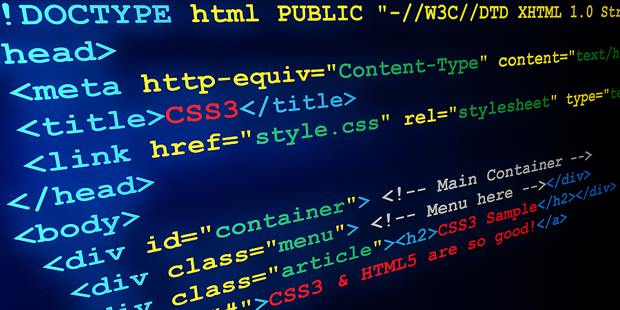 !DOCTYPE html PUBLIC "-//W3C//DTD XHTML 1.0 Str
head>
<meta http-equiv="Content-Type" content="text/h
<title>CSS3</title>
<link href="style.css" rel="stylesheet" type="te
</head>
<body>
<div id="container"> <!-- Main Container -->
<div class="menu"> <!-- Menu here --></div>
div class="article"><h2>CSS3 Sample</h2></div>
"#">CSS3 & HTML5 are so good!</a>